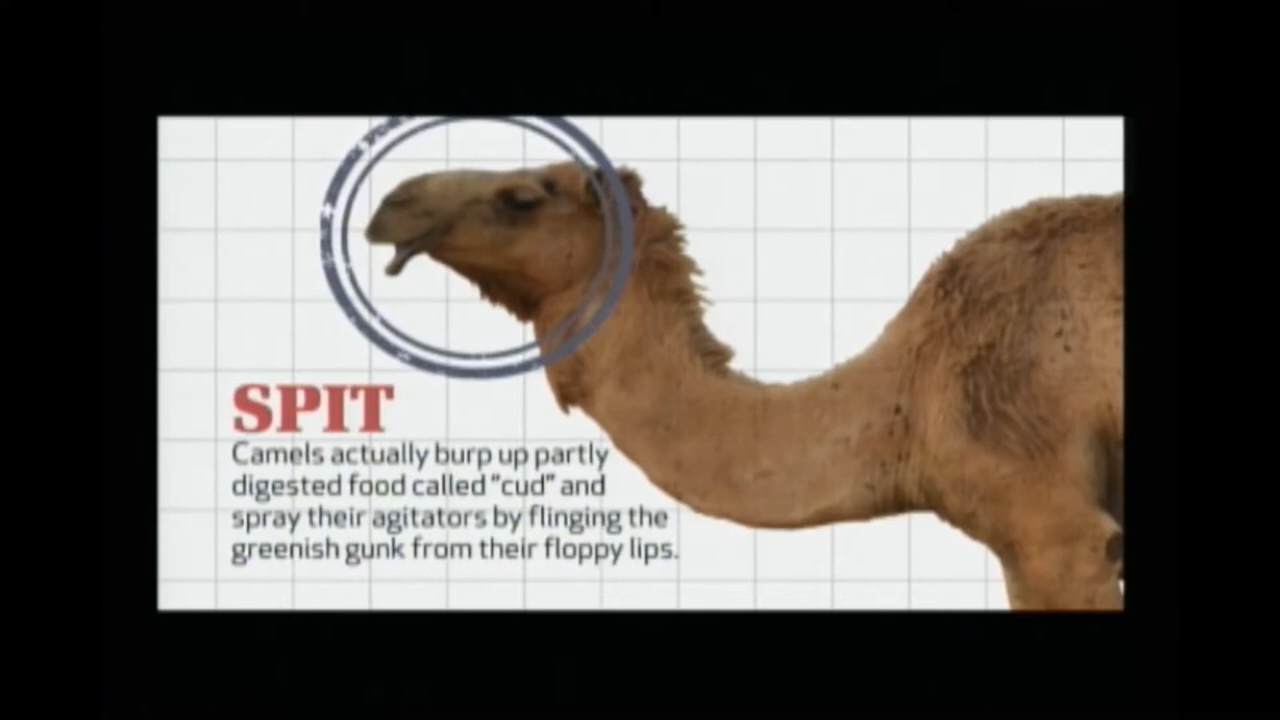 SPIT
Camels actually burp up partly
digested food called “cud” and
spray their agitators by flinging the
greenish gunk from their floppy lips.